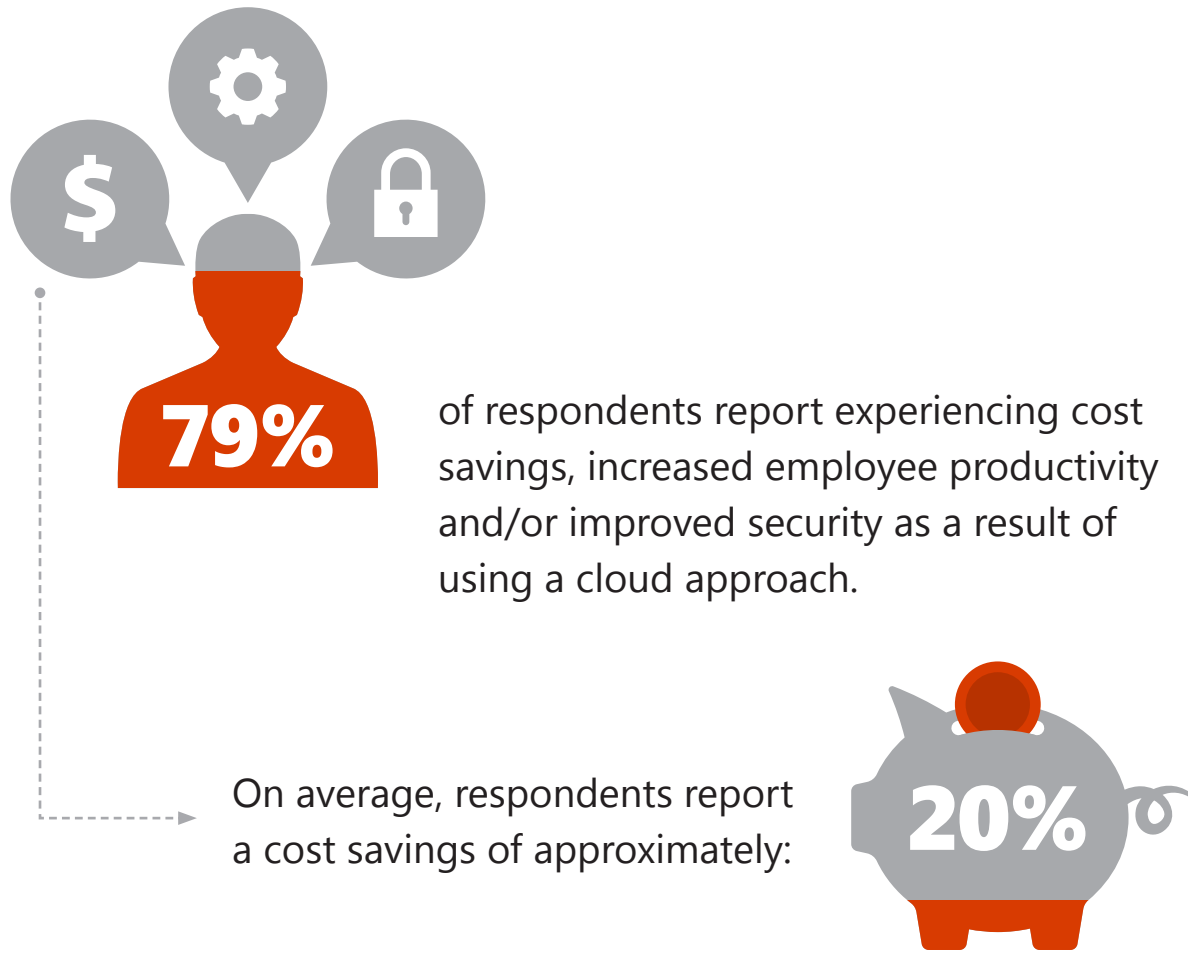 $
79%
of respondents report experiencing cost
savings, increased employee productivity
and/or improved security as a result of
using a cloud approach.
On average, respondents report
a cost savings of approximately:
20%